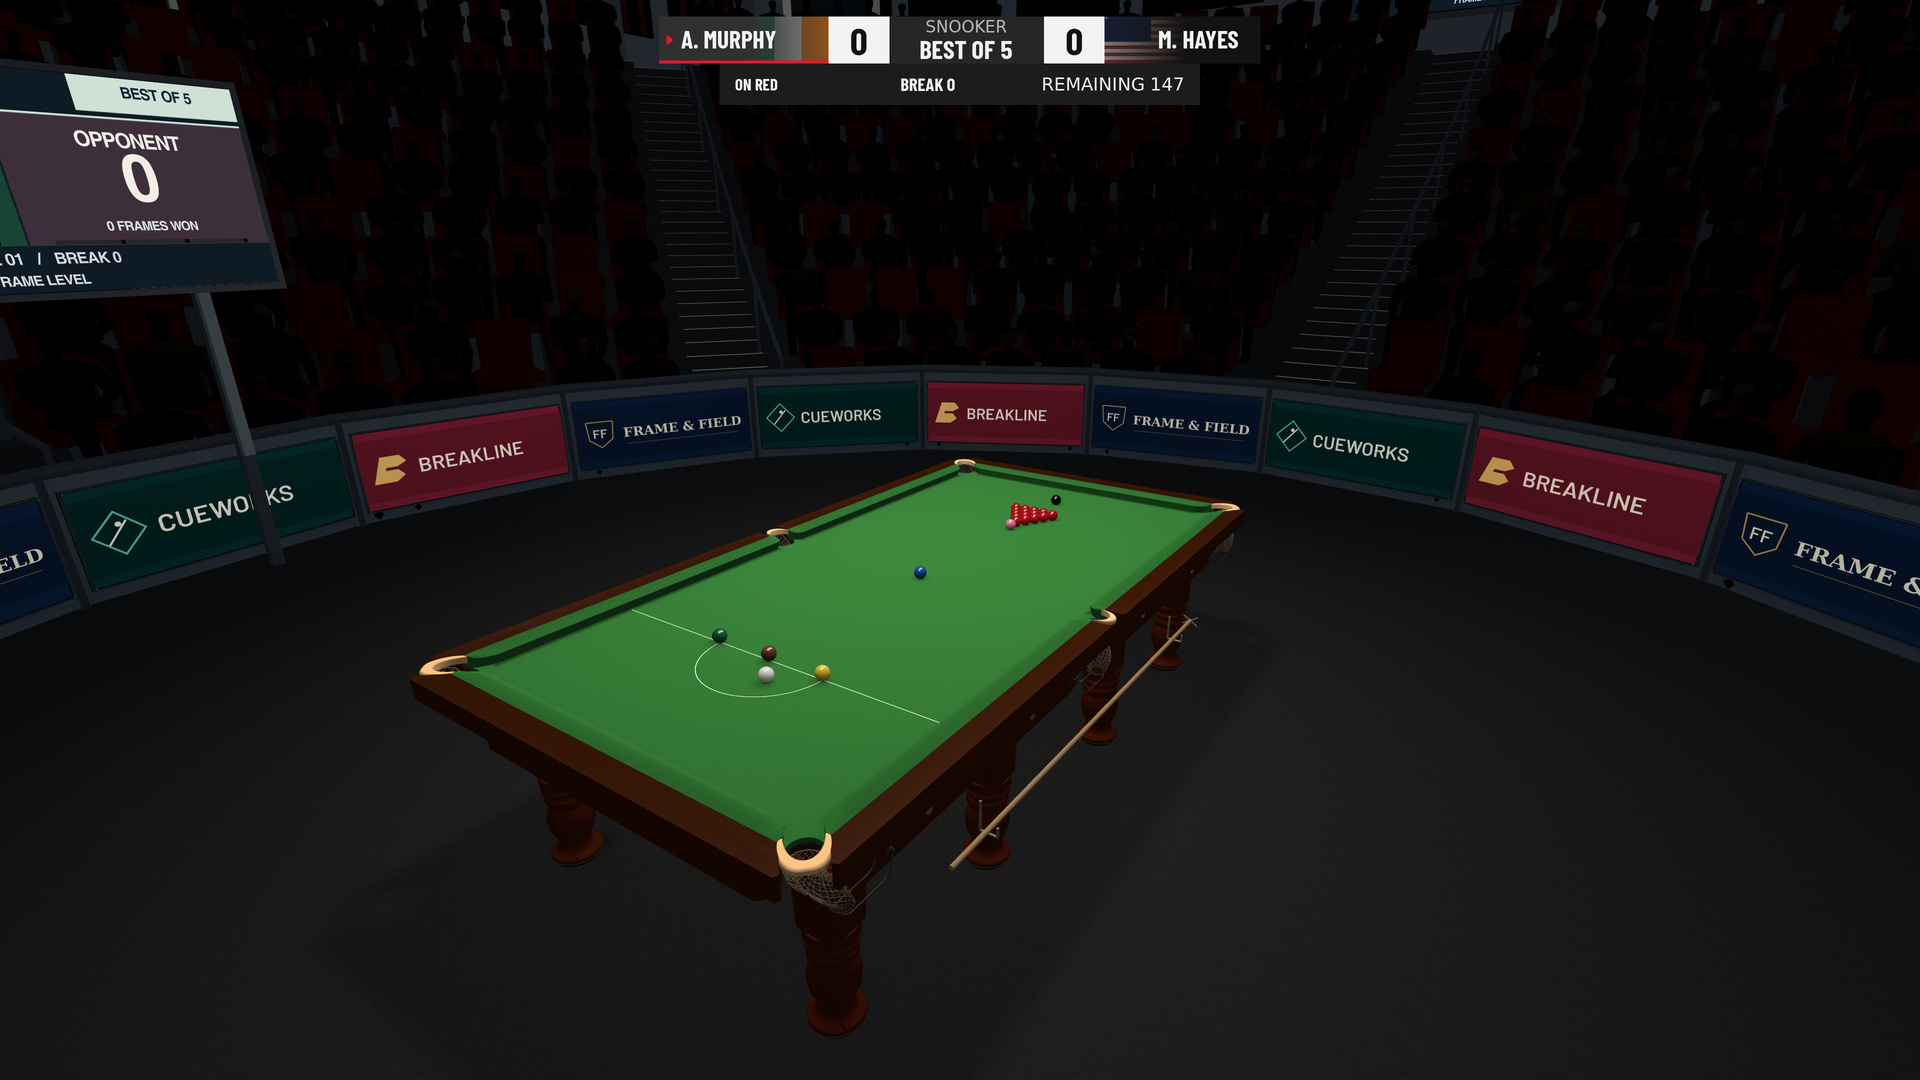 A. MURPHY 0 SNOOKER 0 M. HAYES
BEST OF 5
ON RED BREAK 0 REMAINING 147
BEST OF 5
OPPONENT
0
0 FRAMES WON
01 / BREAK 0
RAME LEVEL
ELD
CUEWORKS
BREAKLINE
FF FRAME & FIELD
CUEWORKS
BREAKLINE
FF FRAME & FIELD
CUEWORKS
BREAKLINE
FF FRAME &